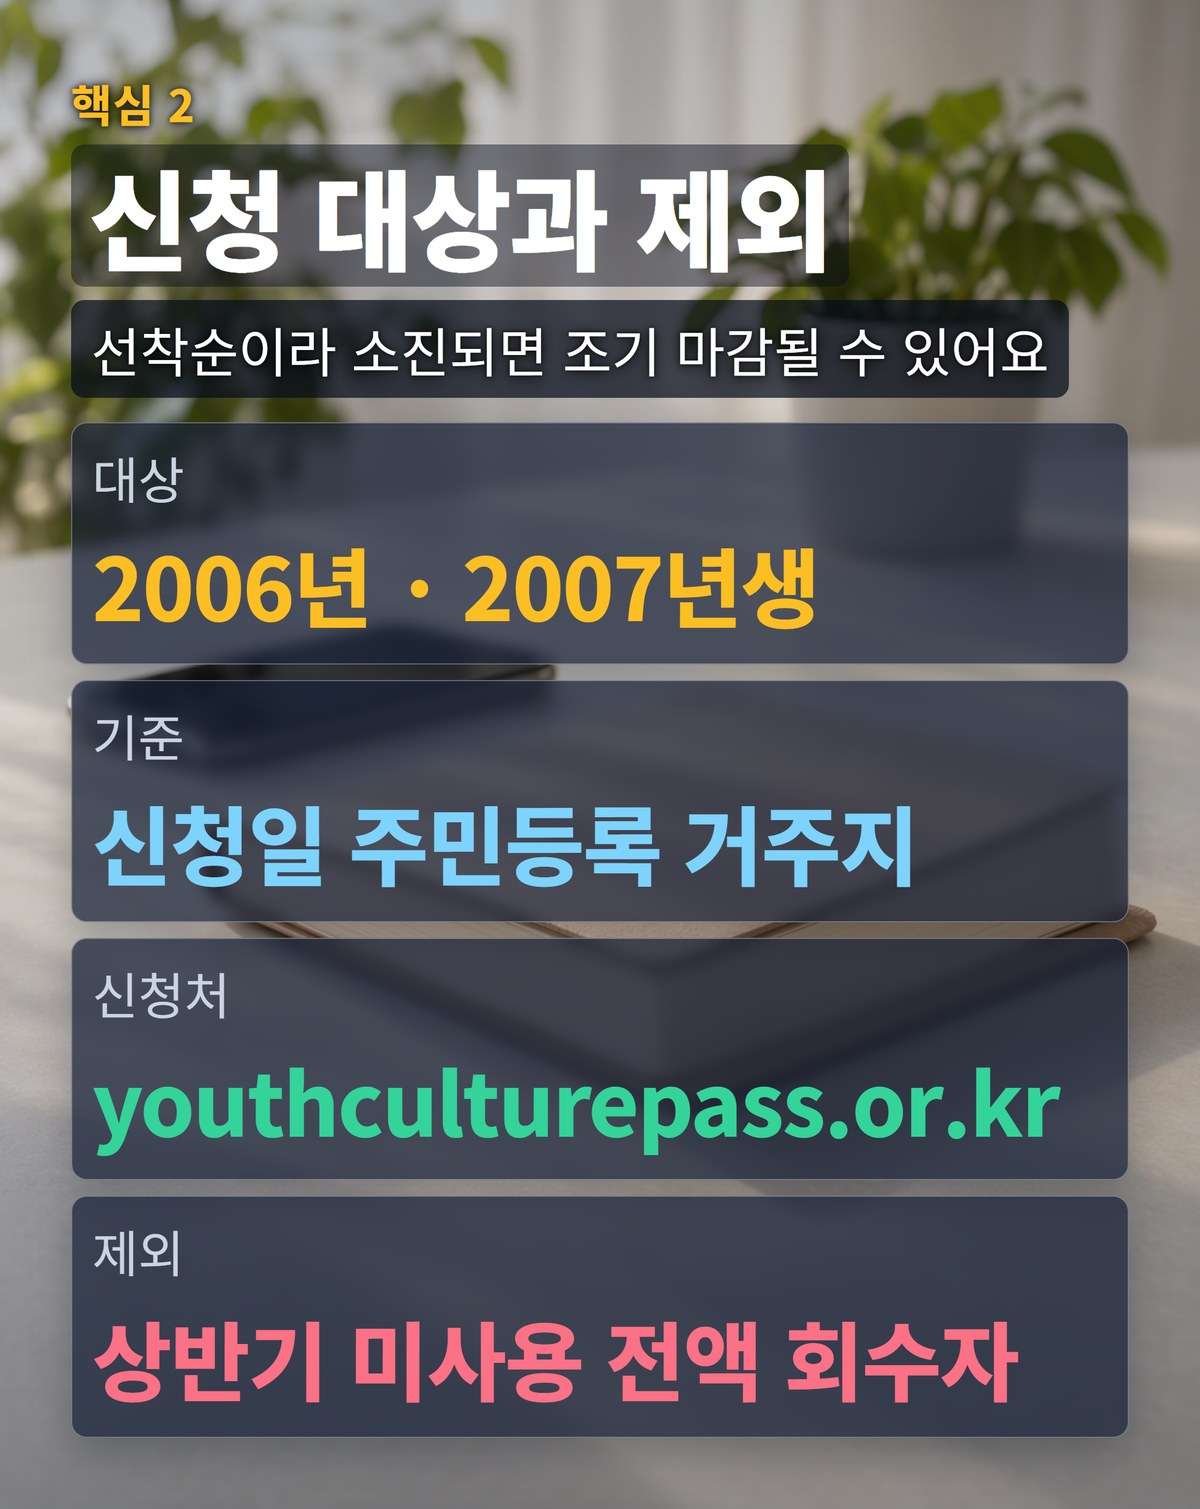 핵심 2
신청 대상과 제외
선착순이라 소진되면 조기 마감될 수 있어요
대상
2006년 · 2007년생
기준
신청일 주민등록 거주지
신청처
youthculturepass.or.kr
제외
상반기 미사용 전액 회수자